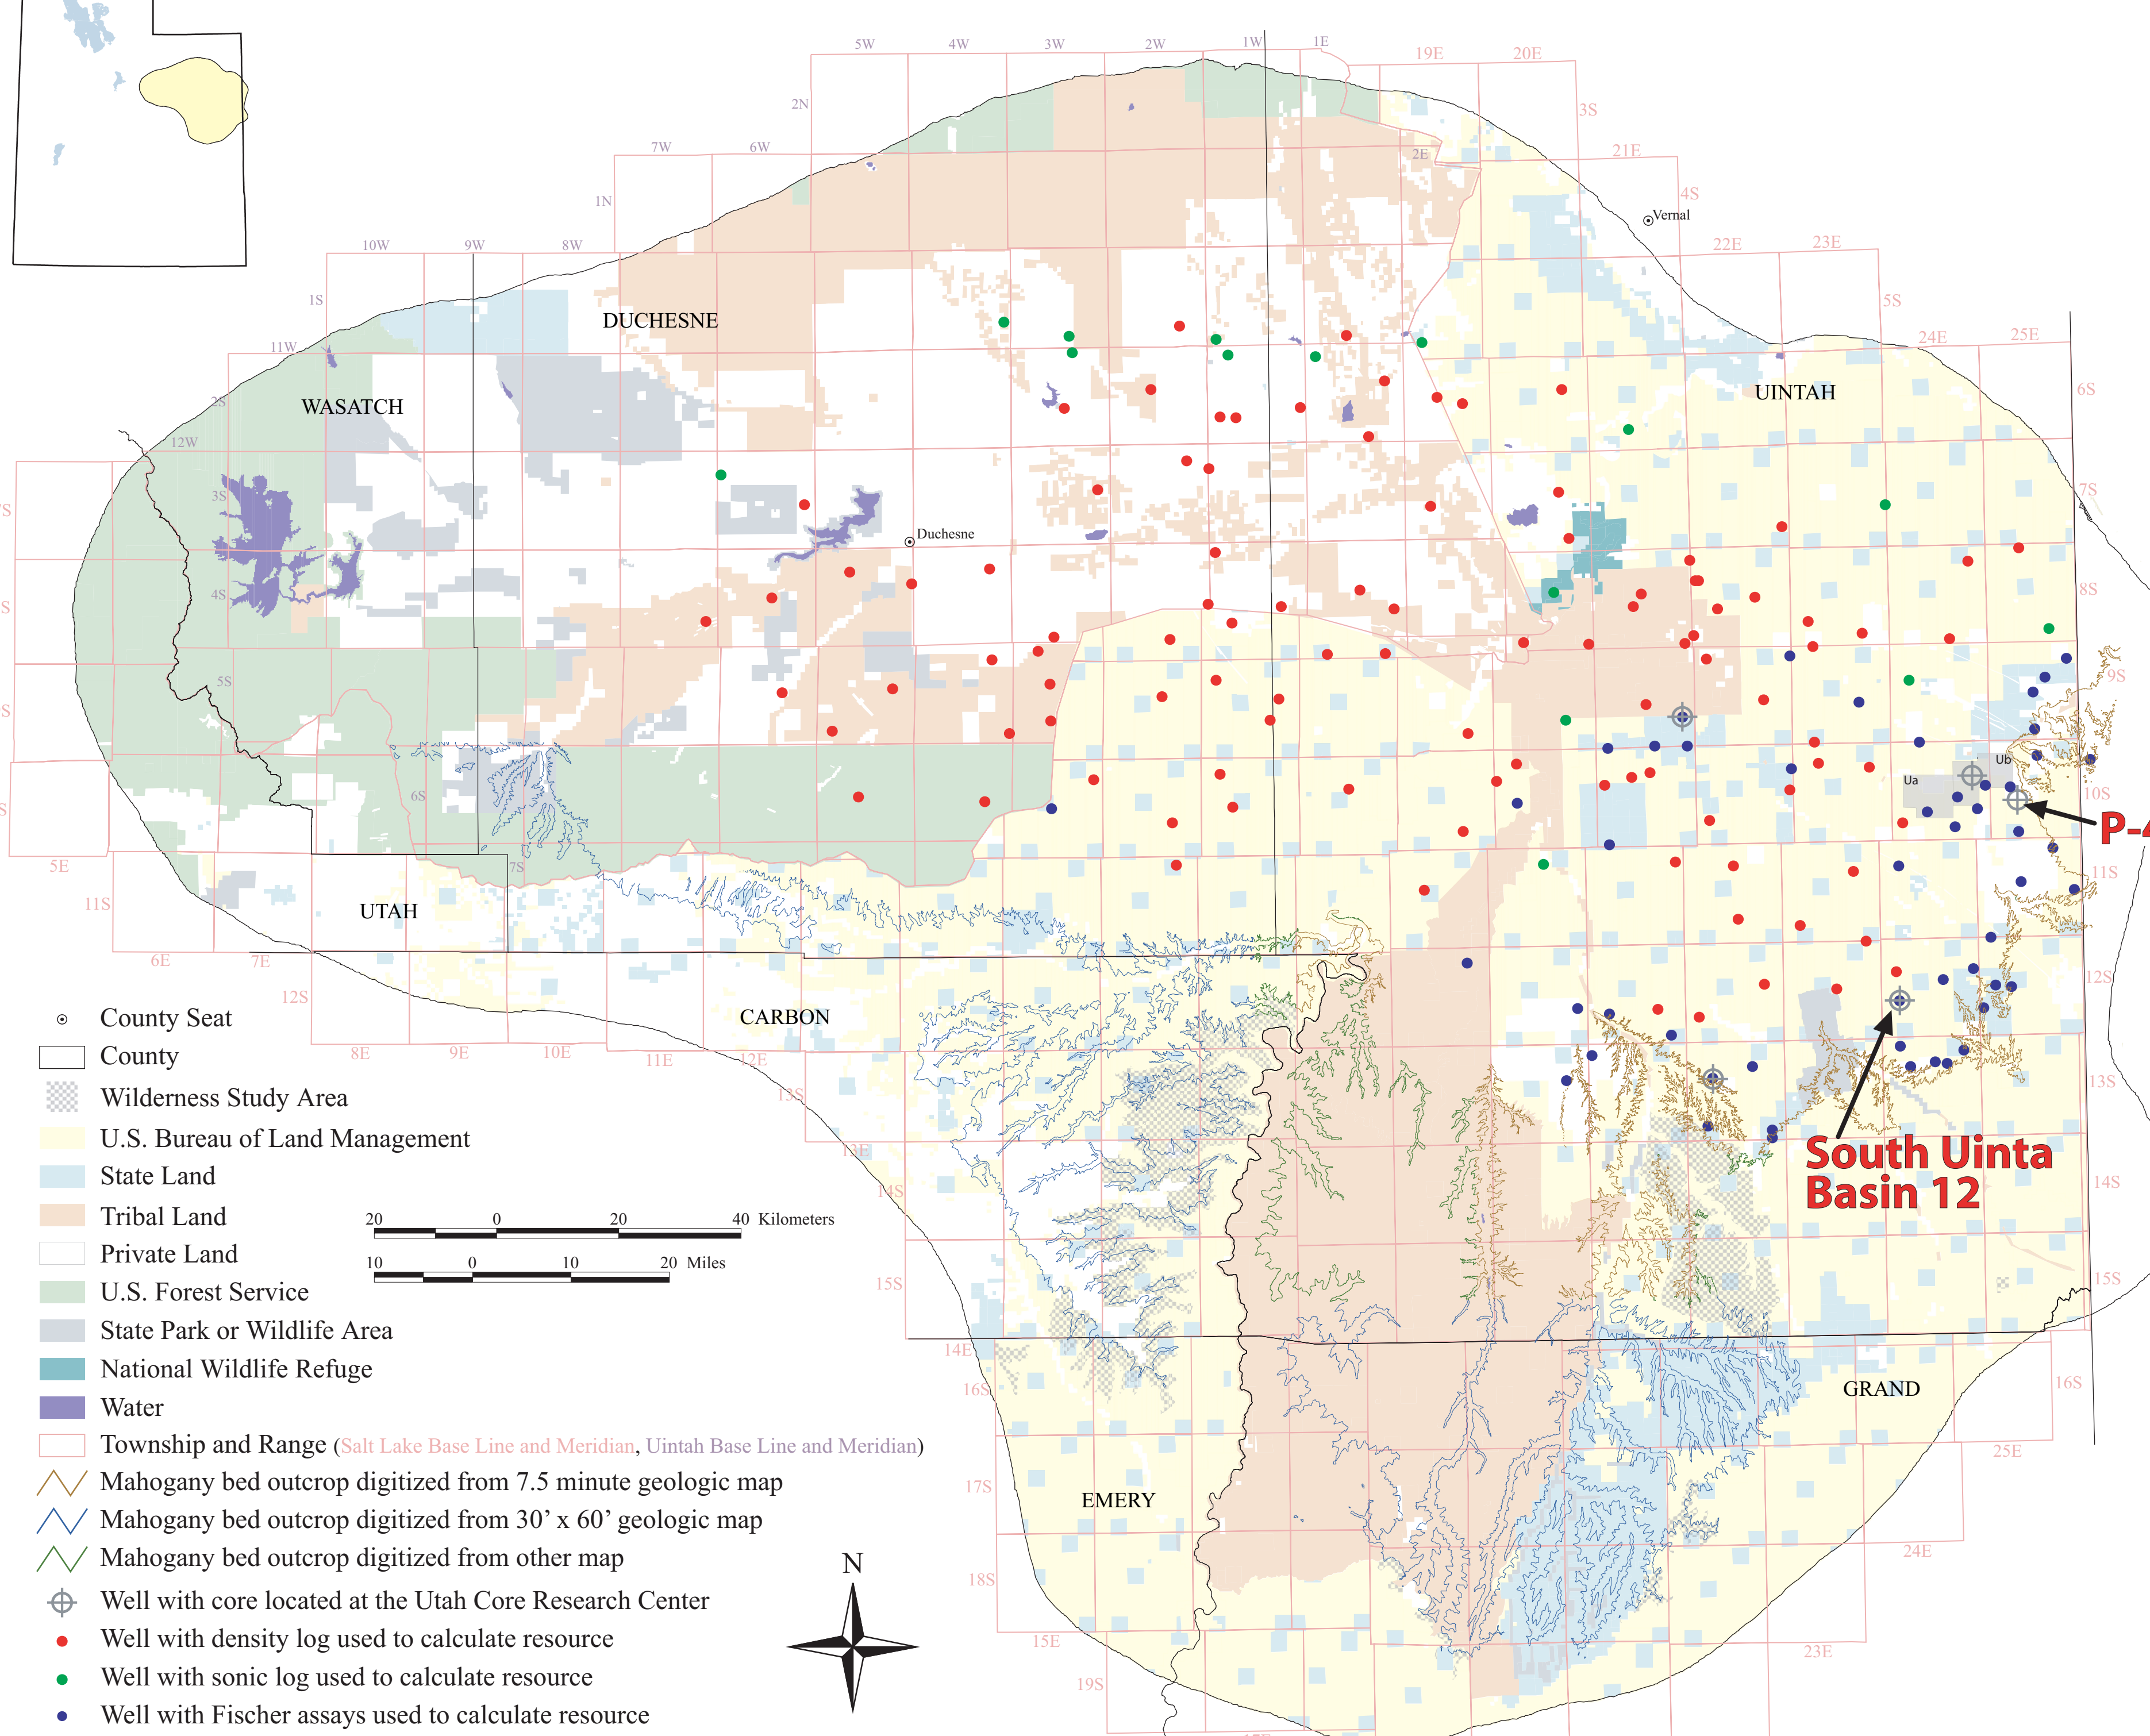 5W 4W 3W 2W 1W 1E 19E 20E
2N 3S
7W 6W 2E 21E
1N 4S
Vernal
10W 9W 8W 22E 23E
1S DUCHESNE 5S
11W 24E 25E
2S WASATCH UINTAH 6S
12W
3S 7S
Duchesne
4S 8S
5S 9S
Ub
Ua
6S 10S
P-4
5E 7S 11S
11S UTAH
6E 7E 12S
12S CARBON
8E 9E 10E 11E 12E
13S 13S
13E
South Uinta
Basin 12
14S 14S
15S 15S
14E
16S GRAND 16S
25E
17S EMERY
24E
18S
15E 23E
19S
County Seat
County
Wilderness Study Area
U.S. Bureau of Land Management
State Land
Tribal Land
Private Land
U.S. Forest Service
State Park or Wildlife Area
National Wildlife Refuge
Water
Township and Range (Salt Lake Base Line and Meridian, Uintah Base Line and Meridian)
Mahogany bed outcrop digitized from 7.5 minute geologic map
Mahogany bed outcrop digitized from 30’ x 60’ geologic map
Mahogany bed outcrop digitized from other map
Well with core located at the Utah Core Research Center
Well with density log used to calculate resource
Well with sonic log used to calculate resource
Well with Fischer assays used to calculate resource
20 0 20 40 Kilometers
10 0 10 20 Miles
N